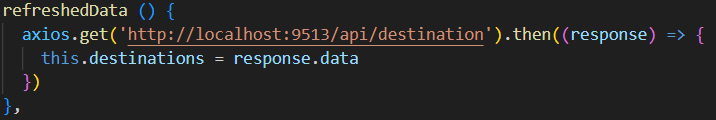 refreshedData () {
axios.get('http://localhost:9513/api/destination').then((response) => {
this.destinations = response.data
})
},